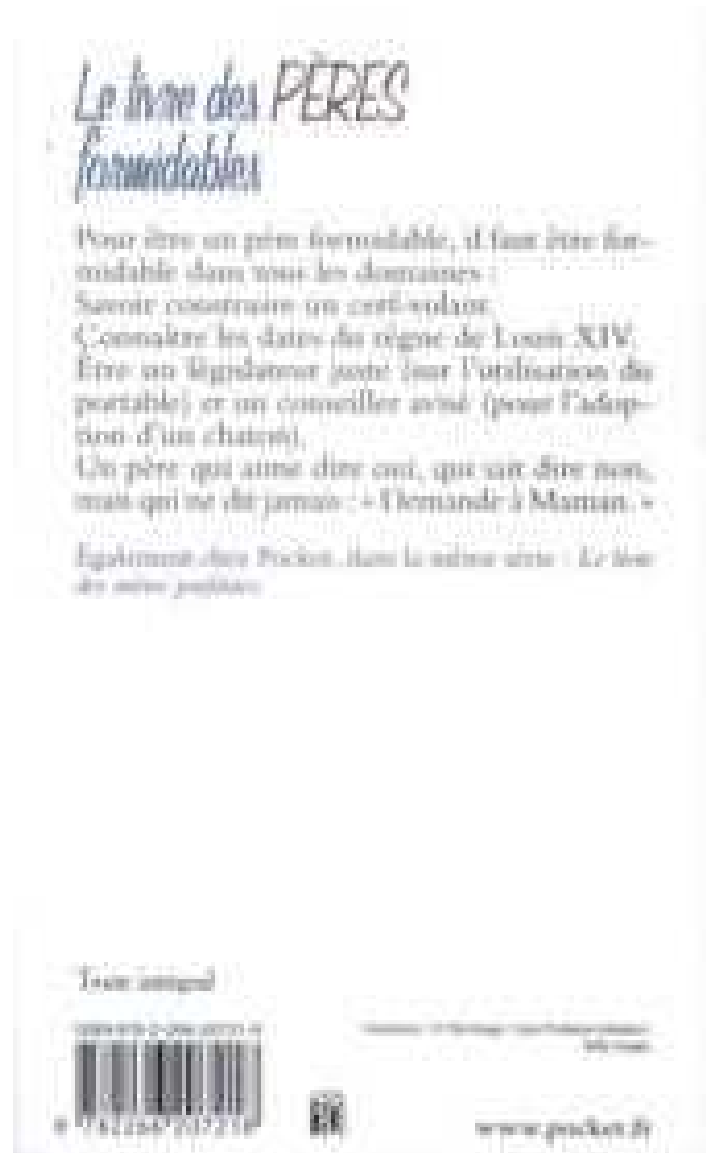 Le livre des PÈRES
formidables
Pour être un père formidable, il faut être for-
midable dans tous les domaines :
Savoir construire un cerf-volant.
Connaître les dates du règne de Louis XIV.
Être un législateur juste (sur l'utilisation du
portable) et un conseiller avisé (pour l'adop-
tion d'un chaton).
Un père qui aime dire oui, qui sait dire non,
mais qui ne dit jamais : « Demande à Maman. »
Également chez Pocket, dans la même série : Le livre
des mères
Texte intégral
www.pocket.fr